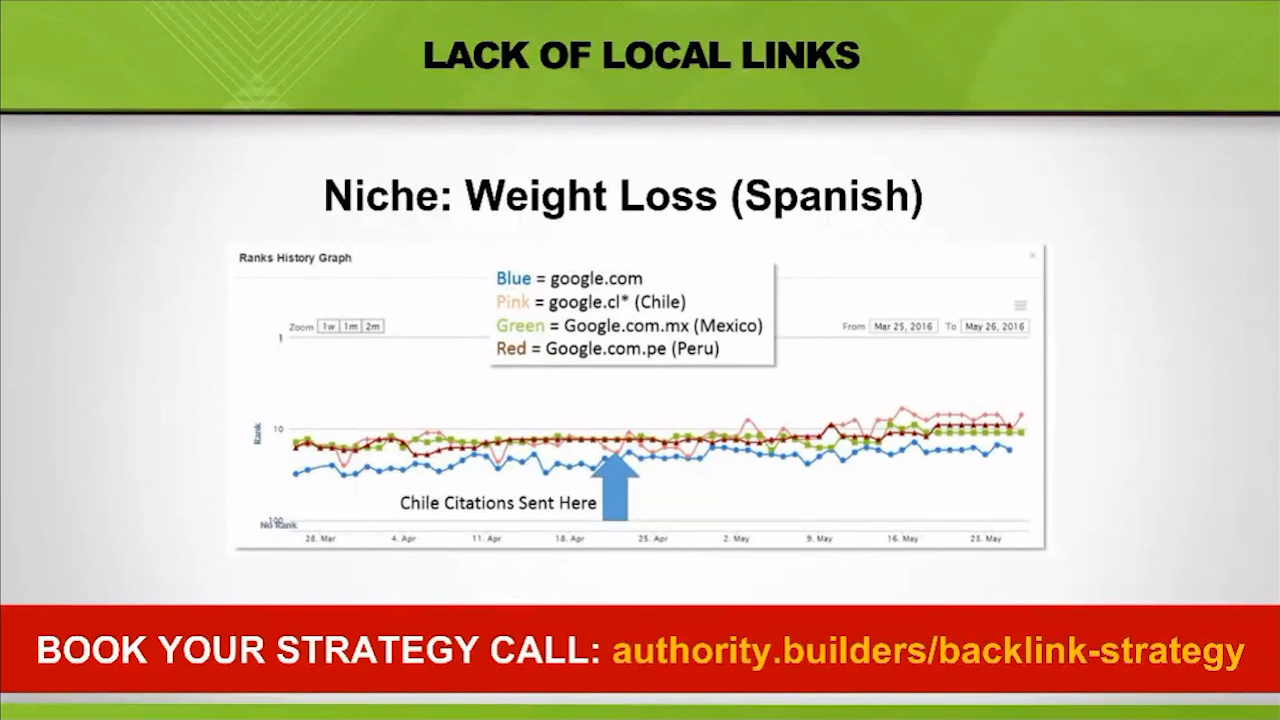 LACK OF LOCAL LINKS
Niche: Weight Loss (Spanish)
Ranks History Graph
Blue = google.com
Pink = google.cl* (Chile)
Green = Google.com.mx (Mexico)
Red = Google.com.pe (Peru)
Zoom 1w 1m 2m
From Mar 25, 2016 To May 26, 2016
1
10
Rank
Chile Citations Sent Here
100
No Rank
28. Mar 4. Apr 11. Apr 18. Apr 25. Apr 2. May 9. May 16. May 23. May
BOOK YOUR STRATEGY CALL: authority.builders/backlink-strategy